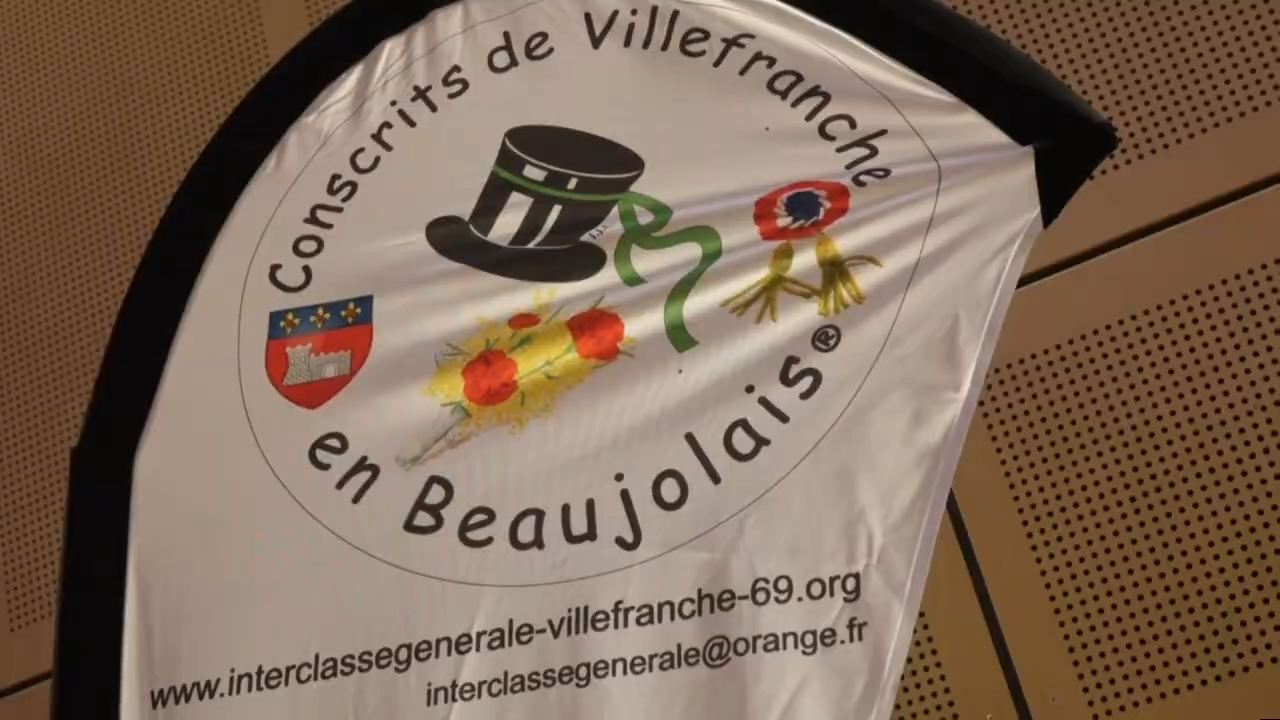 Conscrits de Villefranche
en Beaujolais®
www.interclassegenerale-villefranche-69.org
interclassegenerale@orange.fr